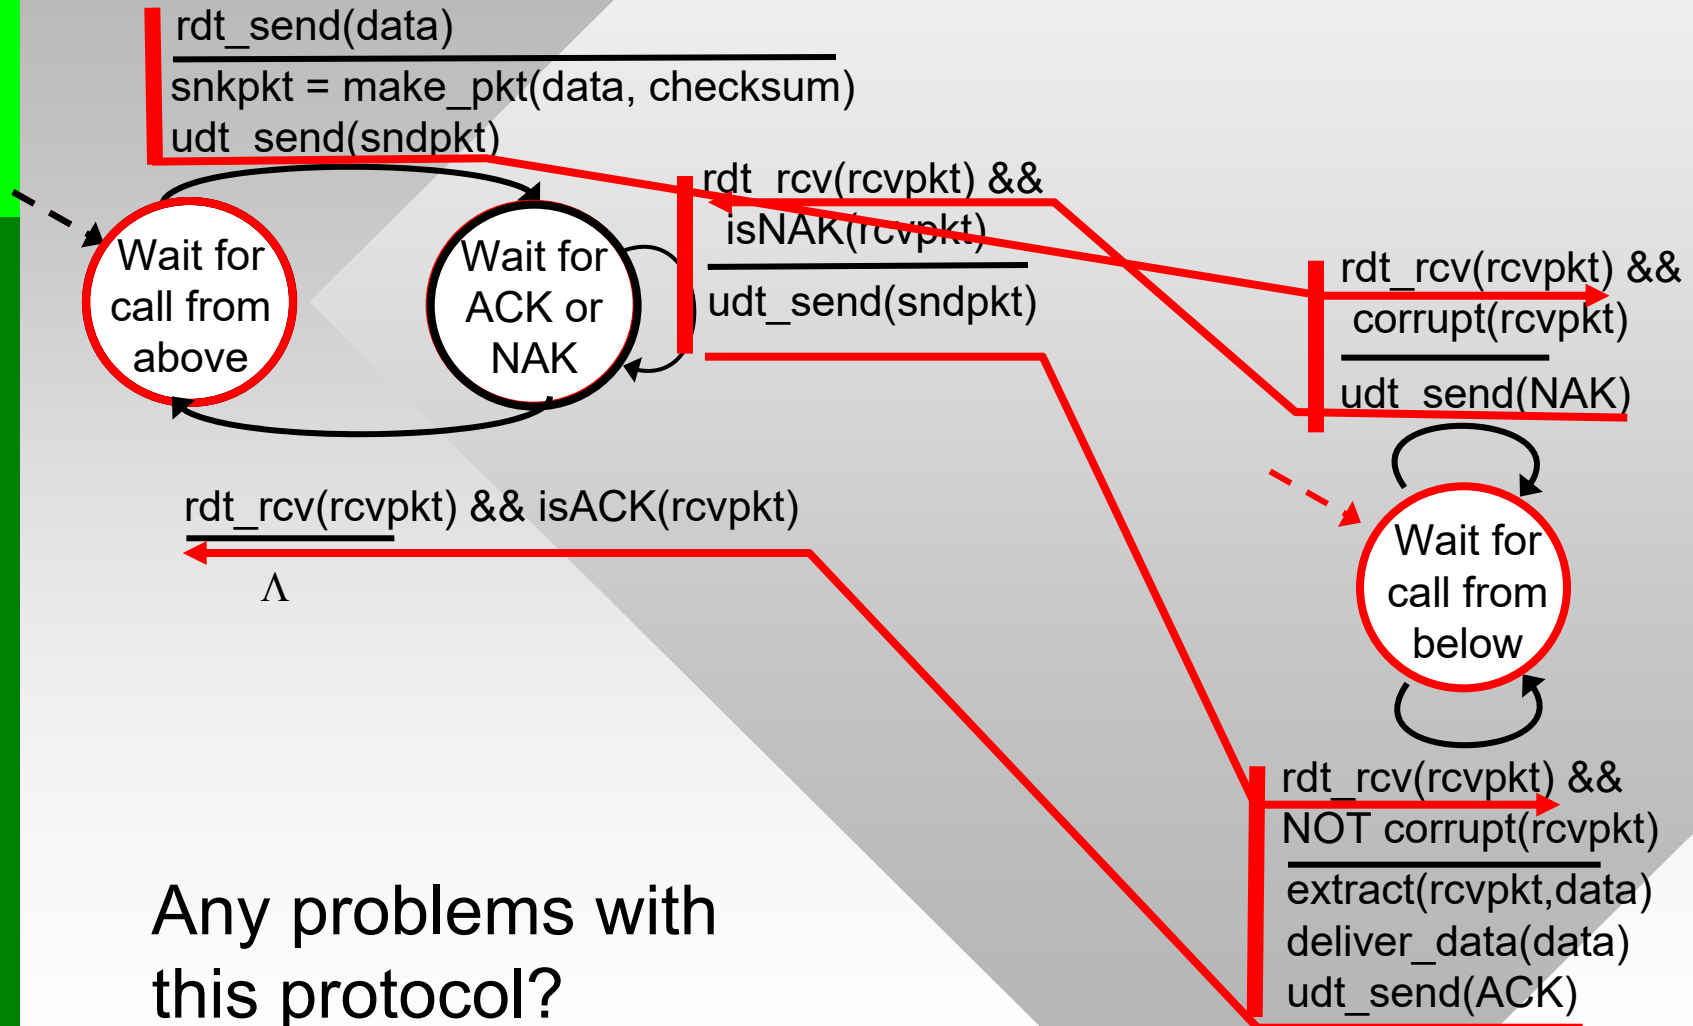 rdt_send(data)
snkpkt = make_pkt(data, checksum)
udt_send(sndpkt)
rdt_rcv(rcvpkt) &&
isNAK(rcvpkt)
udt_send(sndpkt)
Wait for
call from
above
Wait for
ACK or
NAK
rdt_rcv(rcvpkt) && isACK(rcvpkt)
Λ
rdt_rcv(rcvpkt) &&
corrupt(rcvpkt)
udt_send(NAK)
Wait for
call from
below
rdt_rcv(rcvpkt) &&
NOT corrupt(rcvpkt)
extract(rcvpkt,data)
deliver_data(data)
udt_send(ACK)
Any problems with
this protocol?